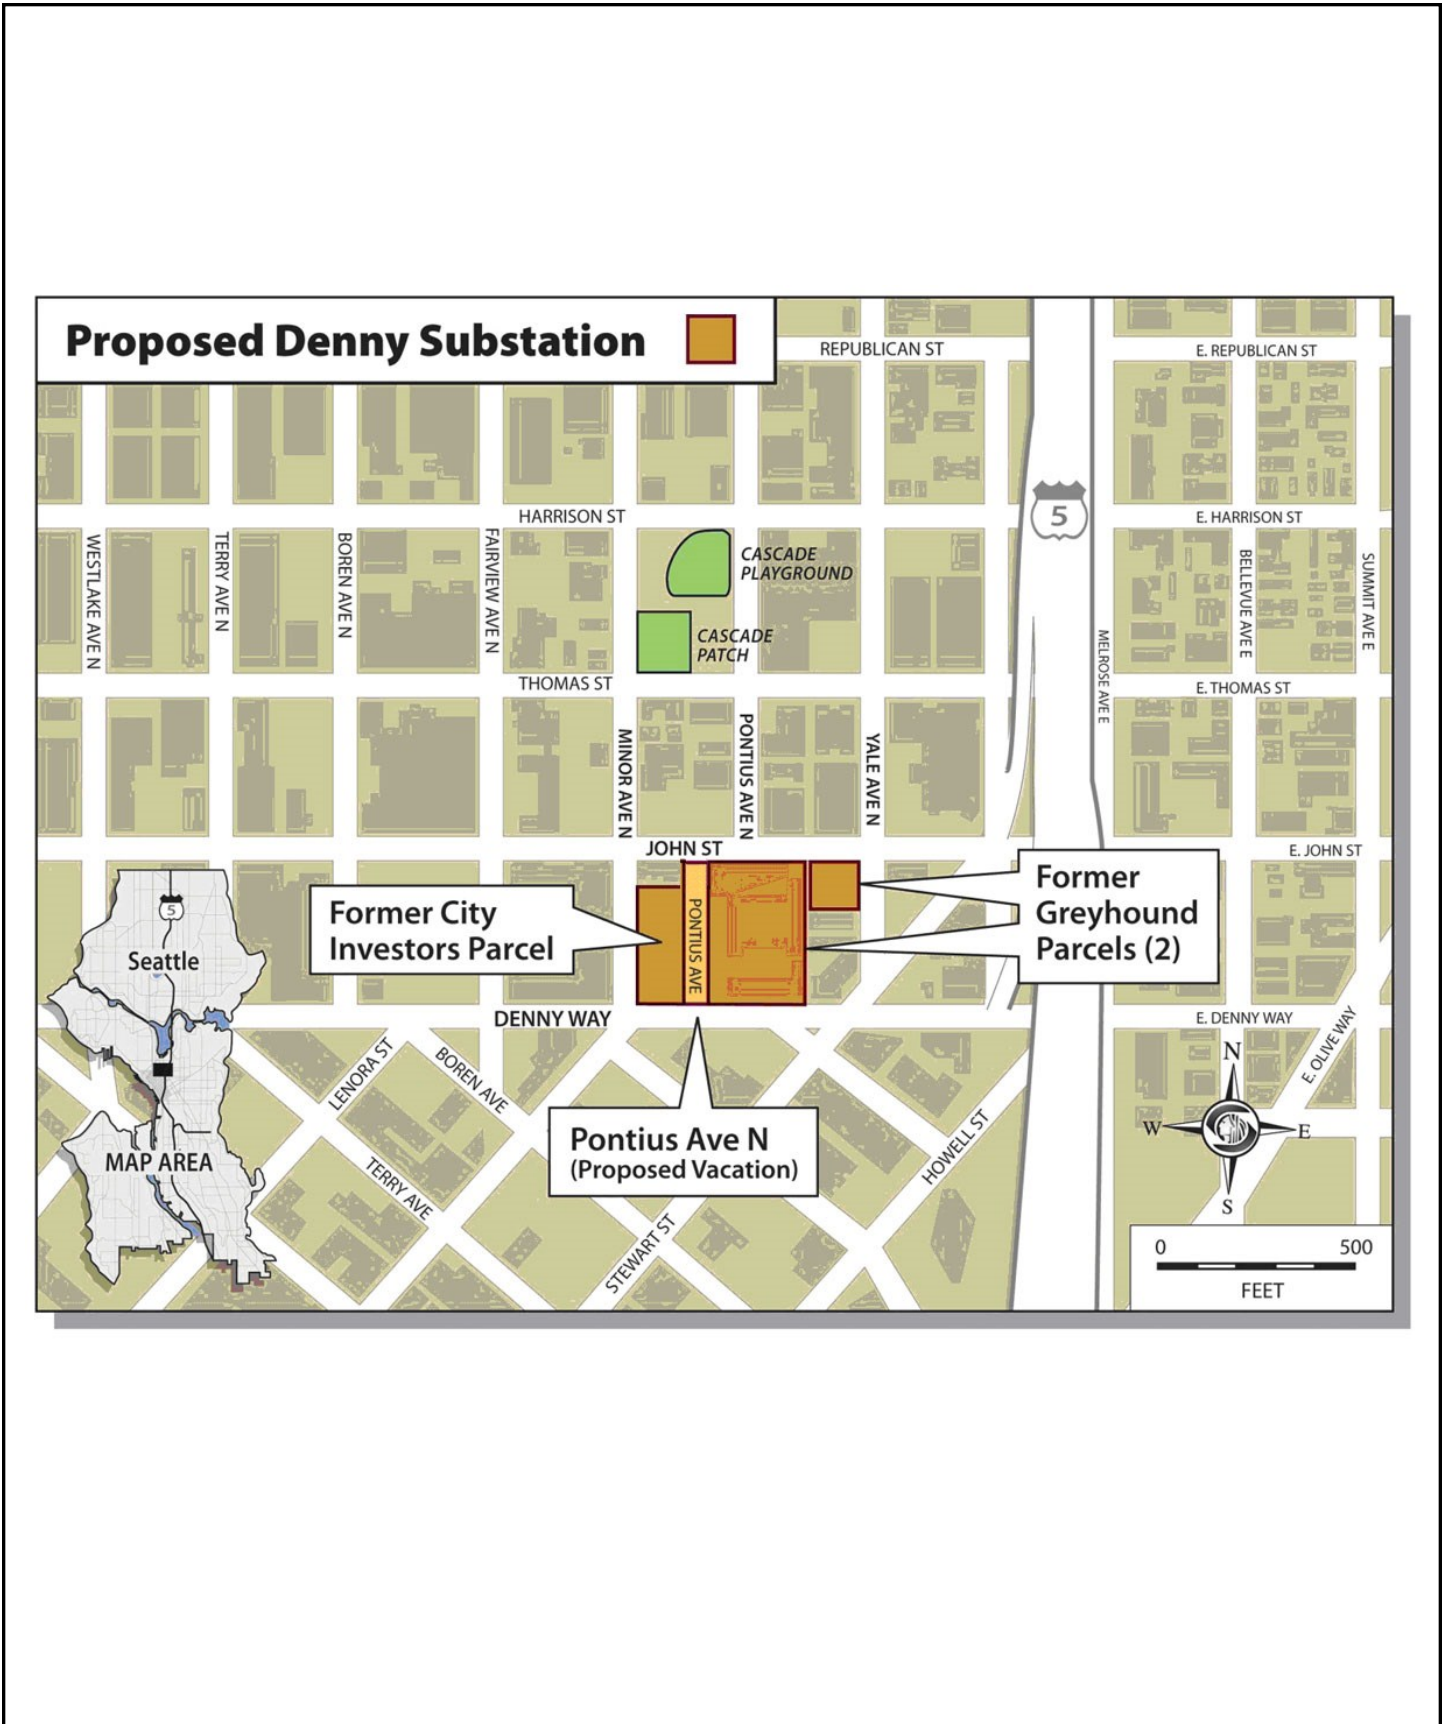 Proposed Denny Substation
REPUBLICAN ST
E. REPUBLICAN ST
5
HARRISON ST
E. HARRISON ST
WESTLAKE AVE N
TERRY AVE N
BOREN AVE N
FAIRVIEW AVE N
CASCADE
PLAYGROUND
CASCADE
PATCH
MELROSE AVE E
BELLEVUE AVE E
SUMMIT AVE E
THOMAS ST
E. THOMAS ST
MINOR AVE N
PONTIUS AVE N
YALE AVE N
JOHN ST
E. JOHN ST
Former City
Investors Parcel
PONTIUS AVE
Former
Greyhound
Parcels (2)
5
Seattle
MAP AREA
DENNY WAY
E. DENNY WAY
LENORA ST
BOREN AVE
TERRY AVE
STEWART ST
HOWELL ST
E. OLIVE WAY
Pontius Ave N
(Proposed Vacation)
N
W
E
S
0 500
FEET